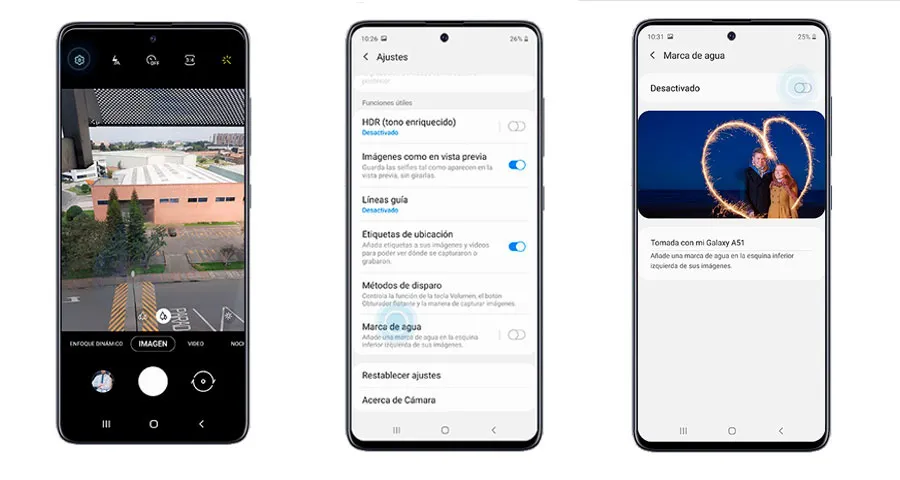 OFF
3:4
ENFOQUE DINÁMICO
IMAGEN
VIDEO
NOCH
10:26
26%
Ajustes
posterior.
Funciones útiles
HDR (tono enriquecido)
Desactivado
Imágenes como en vista previa
Guarda las selfies tal como aparecen en la
vista previa, sin girarlas.
Líneas guía
Desactivado
Etiquetas de ubicación
Añada etiquetas a sus imágenes y videos
para poder ver dónde se capturaron o
grabaron.
Métodos de disparo
Controla la función de la tecla Volumen, el botón
Obturador flotante y la manera de capturar imágenes.
Marca de agua
Añade una marca de agua en la esquina
inferior izquierda de sus imágenes.
Restablecer ajustes
Acerca de Cámara
10:31
25%
Marca de agua
Desactivado
Tomada con mi Galaxy A51
Añade una marca de agua en la esquina inferior
izquierda de sus imágenes.